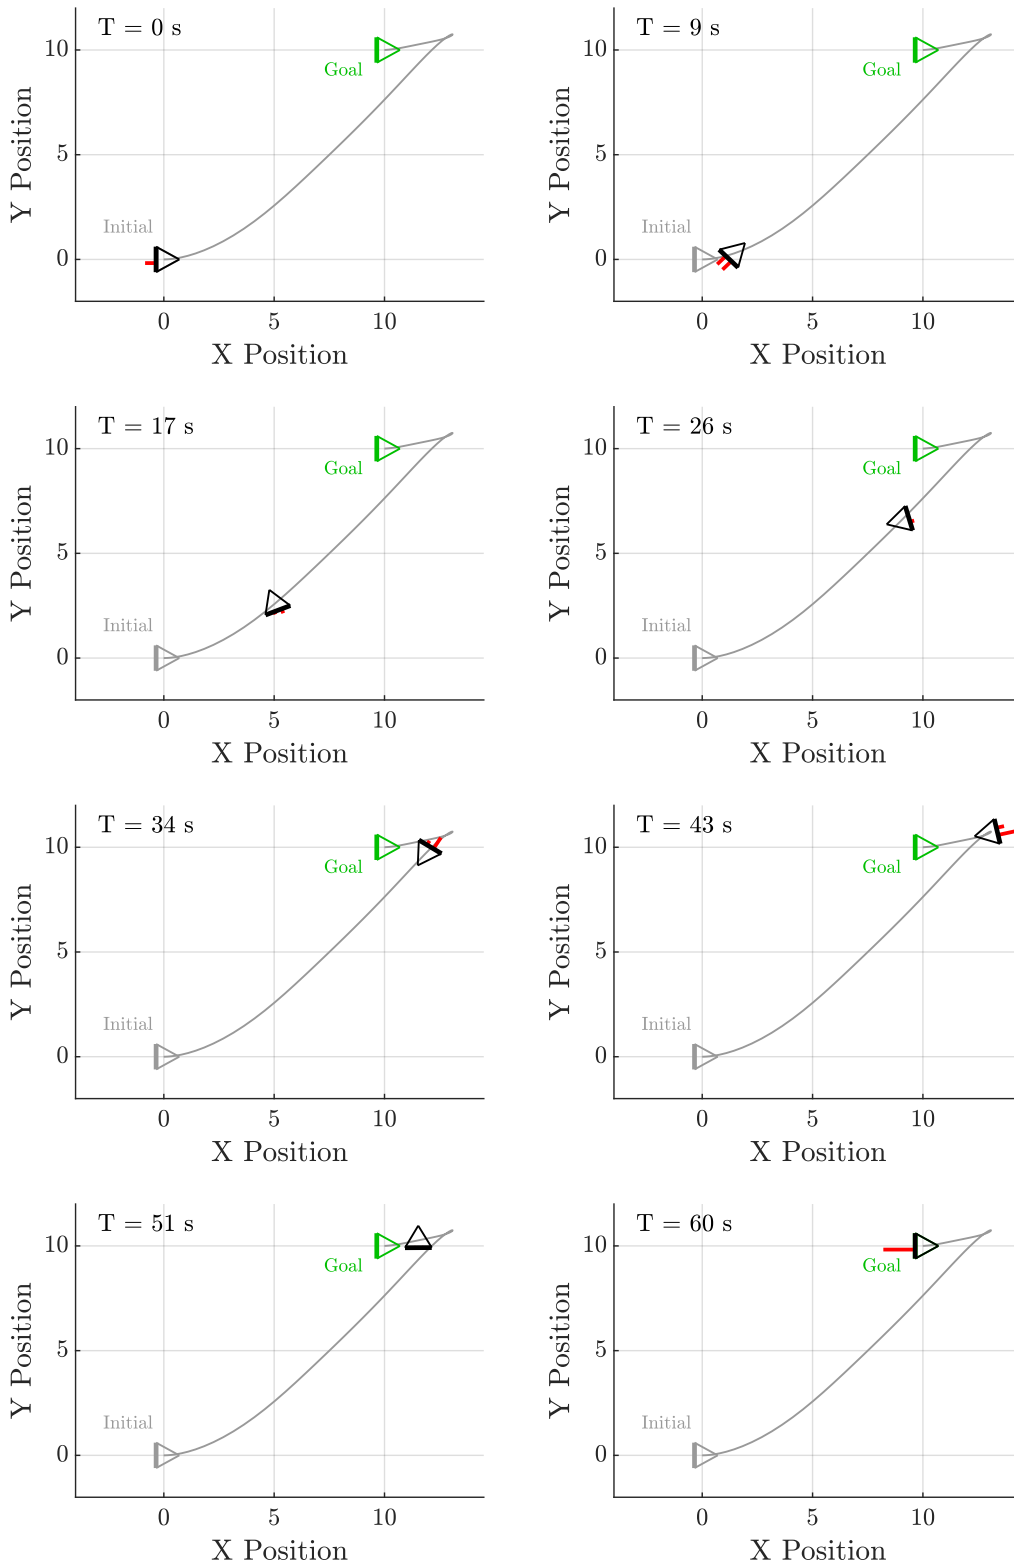 T = 0 s
Y Position
10
5
0
Goal
Initial
0 5 10
X Position
T = 9 s
Y Position
10
5
0
Goal
Initial
0 5 10
X Position
T = 17 s
Y Position
10
5
0
Goal
Initial
0 5 10
X Position
T = 26 s
Y Position
10
5
0
Goal
Initial
0 5 10
X Position
T = 34 s
Y Position
10
5
0
Goal
Initial
0 5 10
X Position
T = 43 s
Y Position
10
5
0
Goal
Initial
0 5 10
X Position
T = 51 s
Y Position
10
5
0
Goal
Initial
0 5 10
X Position
T = 60 s
Y Position
10
5
0
Goal
Initial
0 5 10
X Position